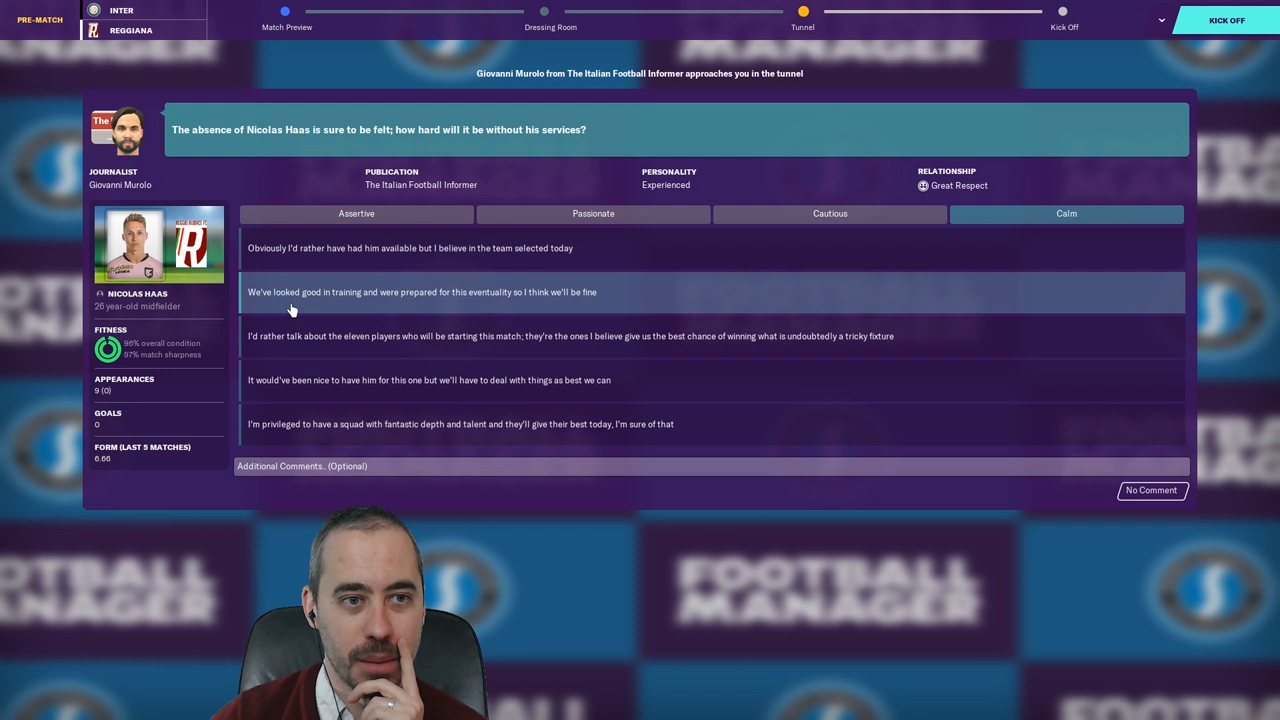 PRE-MATCH
INTER
REGGIANA
Match Preview
Dressing Room
Tunnel
Kick Off
KICK OFF
Giovanni Murolo from The Italian Football Informer approaches you in the tunnel
The
The absence of Nicolas Haas is sure to be felt; how hard will it be without his services?
JOURNALIST
Giovanni Murolo
PUBLICATION
The Italian Football Informer
PERSONALITY
Experienced
RELATIONSHIP
Great Respect
Assertive
Passionate
Cautious
Calm
NICOLAS HAAS
26 year-old midfielder
FITNESS
96% overall condition
97% match sharpness
APPEARANCES
9 (0)
GOALS
0
FORM (LAST 5 MATCHES)
6.66
Obviously I'd rather have had him available but I believe in the team selected today
We've looked good in training and were prepared for this eventuality so I think we'll be fine
I'd rather talk about the eleven players who will be starting this match; they're the ones I believe give us the best chance of winning what is undoubtedly a tricky fixture
It would've been nice to have him for this one but we'll have to deal with things as best we can
I'm privileged to have a squad with fantastic depth and talent and they'll give their best today, I'm sure of that
Additional Comments.. (Optional)
No Comment
FOOTBALL
MANAGER
FOOTBALL
MANAGER